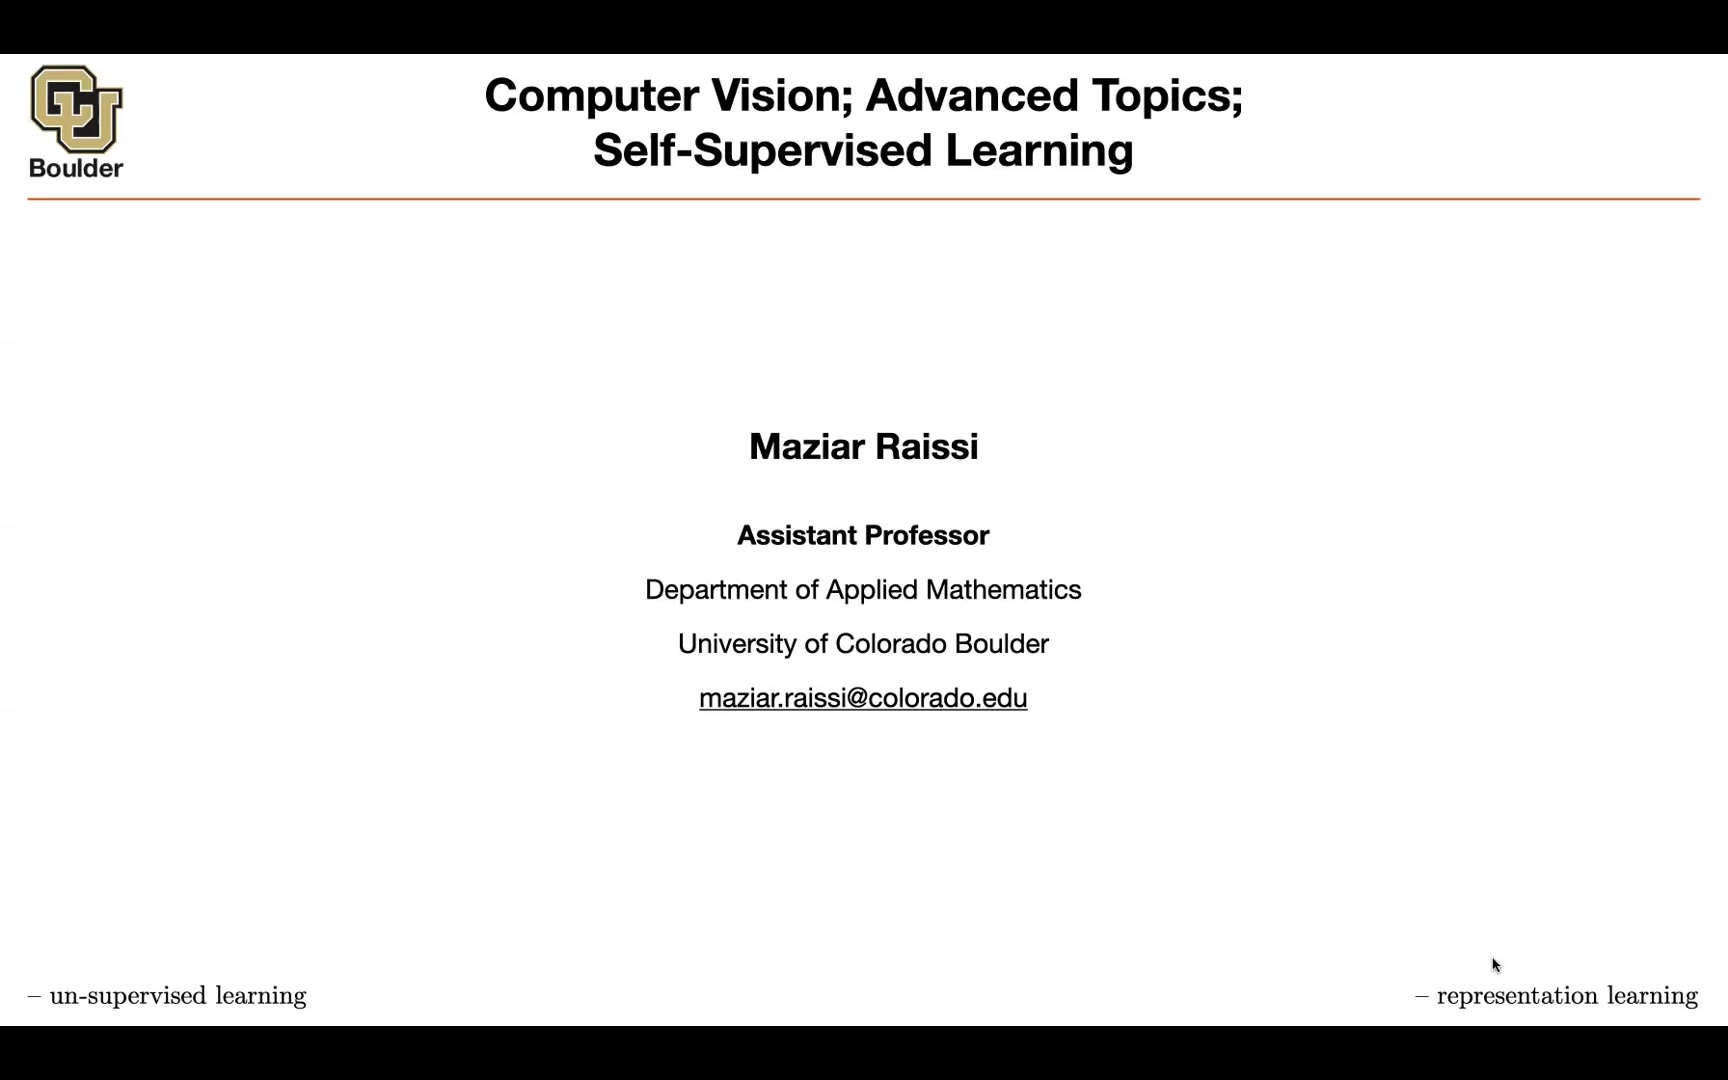 Computer Vision; Advanced Topics;
Self-Supervised Learning
CU
Boulder
Maziar Raissi
Assistant Professor
Department of Applied Mathematics
University of Colorado Boulder
maziar.raissi@colorado.edu
– un-supervised learning
– representation learning